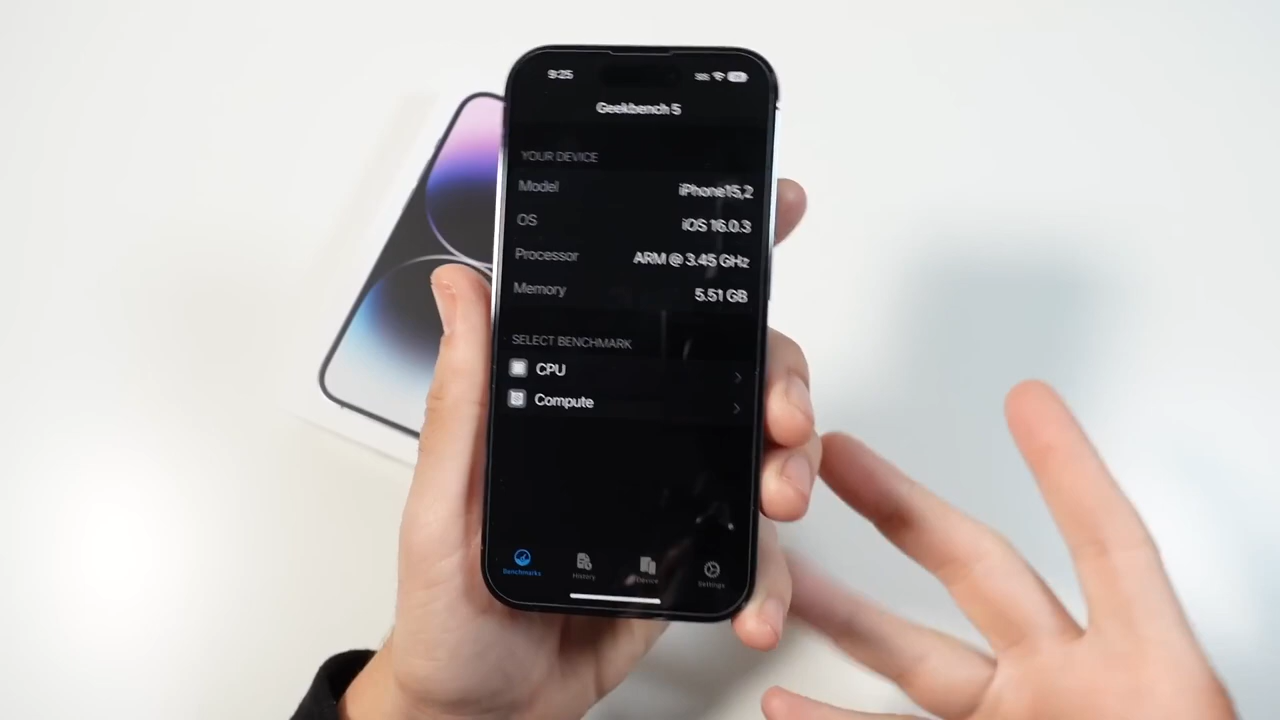 9:25
SOS
Geekbench 5
YOUR DEVICE
Model iPhone15,2
OS iOS 16.0.3
Processor ARM @ 3.45 GHz
Memory 5.51 GB
SELECT BENCHMARK
CPU
Compute
Benchmarks History Device Settings